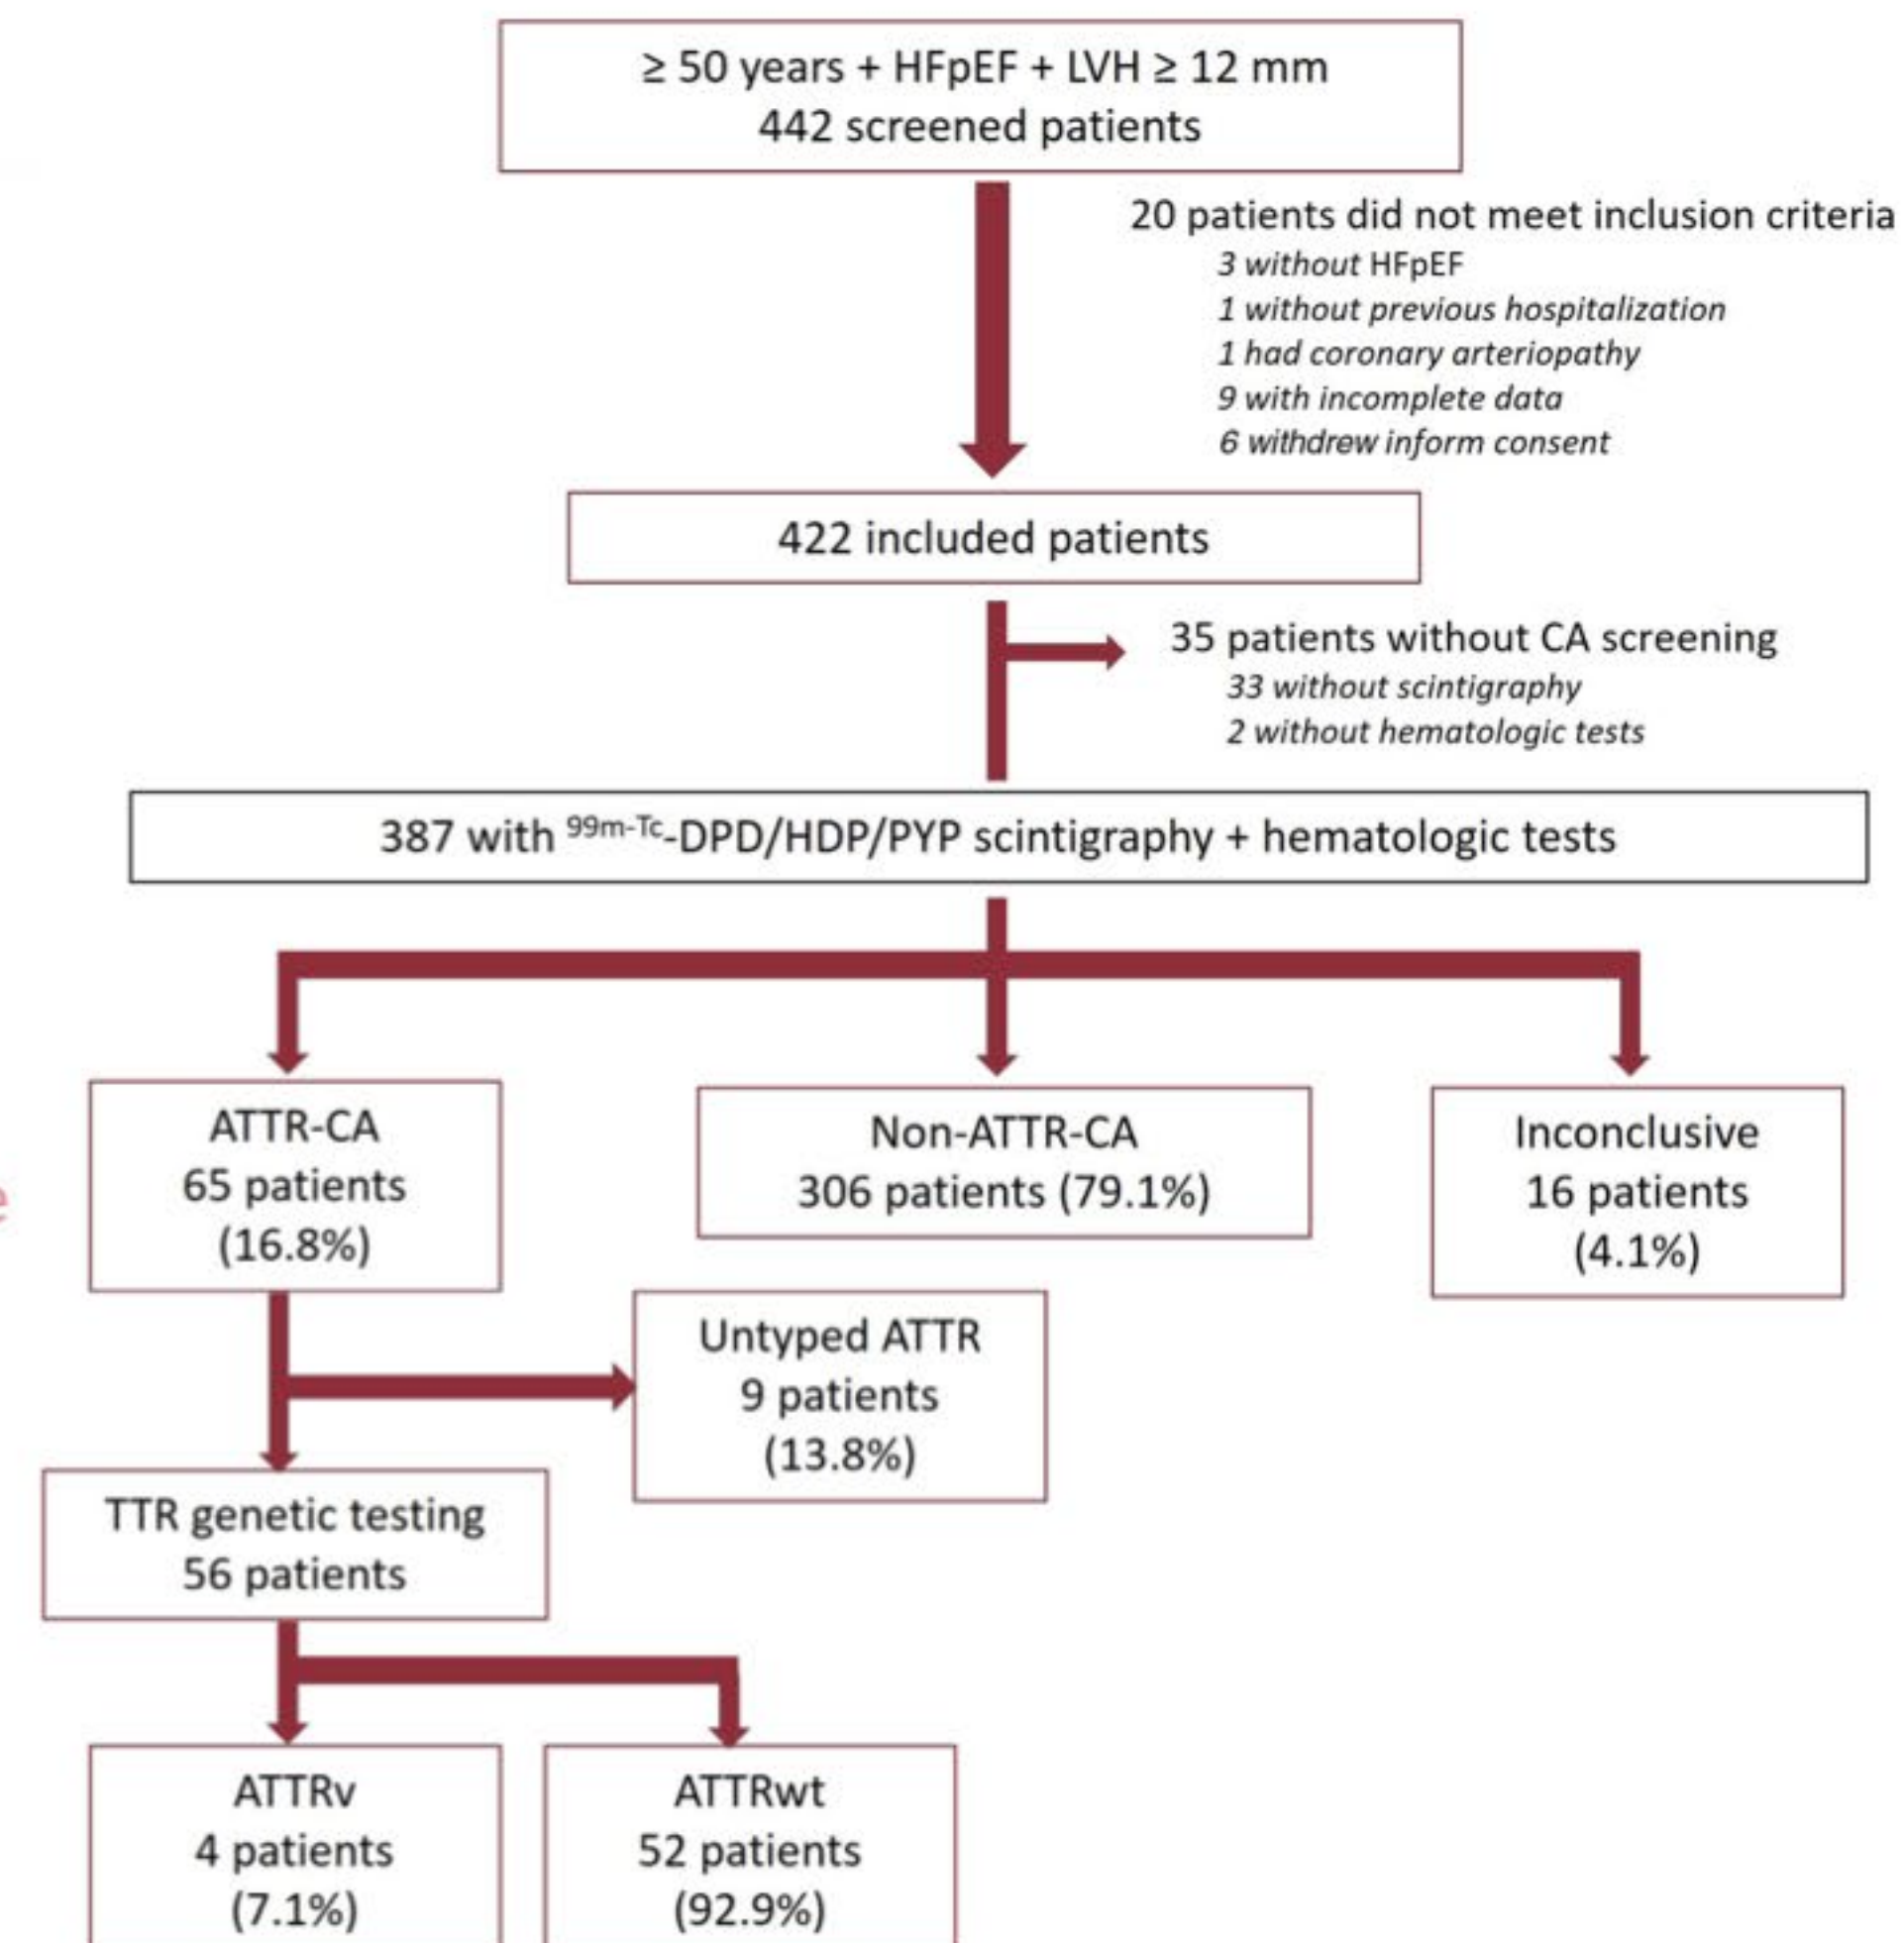 ≥ 50 years + HFpEF + LVH ≥ 12 mm
442 screened patients
20 patients did not meet inclusion criteria
3 without HFpEF
1 without previous hospitalization
1 had coronary arteriopathy
9 with incomplete data
6 withdrew inform consent
422 included patients
35 patients without CA screening
33 without scintigraphy
2 without hematologic tests
387 with 99m-Tc-DPD/HDP/PYP scintigraphy + hematologic tests
ATTR-CA
65 patients
(16.8%)
Non-ATTR-CA
306 patients (79.1%)
Inconclusive
16 patients
(4.1%)
Untyped ATTR
9 patients
(13.8%)
TTR genetic testing
56 patients
ATTRv
4 patients
(7.1%)
ATTRwt
52 patients
(92.9%)